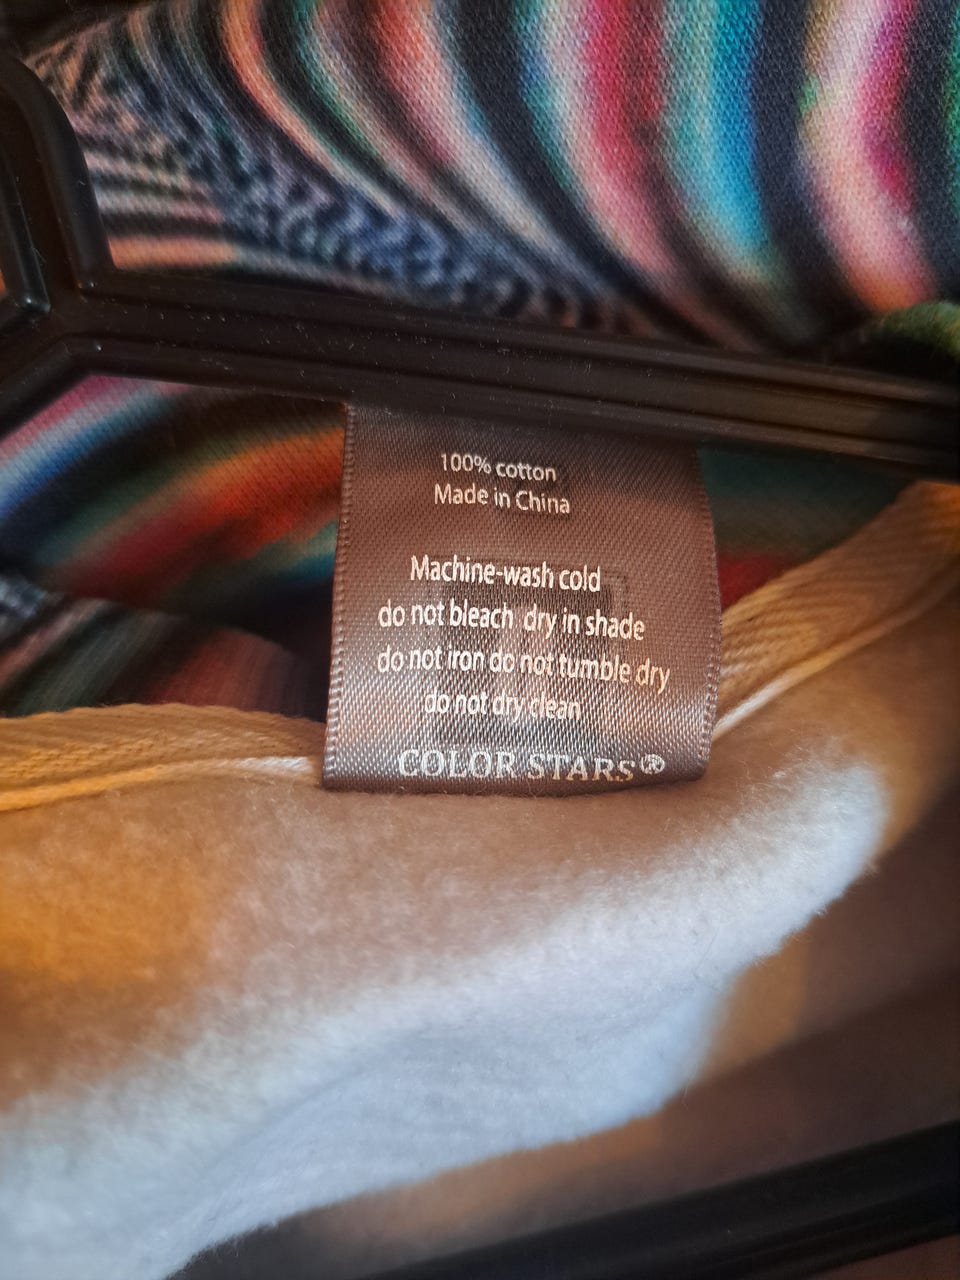 100% cotton
Made in China
Machine-wash cold
do not bleach dry in shade
do not iron do not tumble dry
do not dry clean
COLOR STARS®